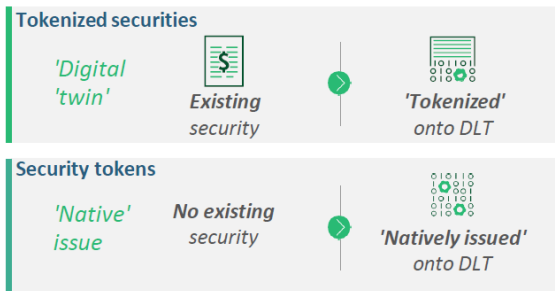 Tokenized securities
'Digital
'twin'
$
Existing
security
'Tokenized'
onto DLT
Security tokens
'Native'
issue
No existing
security
'Natively issued'
onto DLT